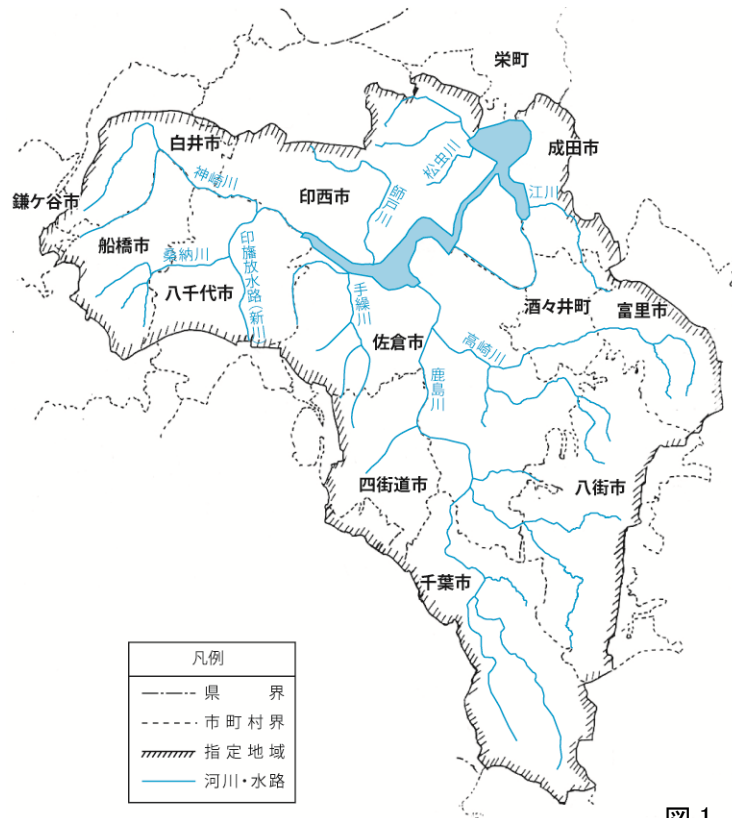 栄町
成田市
白井市
松虫川
神崎川
印西市
師戸川
江川
鎌ケ谷市
船橋市
桑納川
印旛放水路(新川)
八千代市
手繰川
酒々井町
富里市
佐倉市
高崎川
鹿島川
四街道市
八街市
千葉市
凡例
県界
市町村界
指定地域
河川・水路
図 1